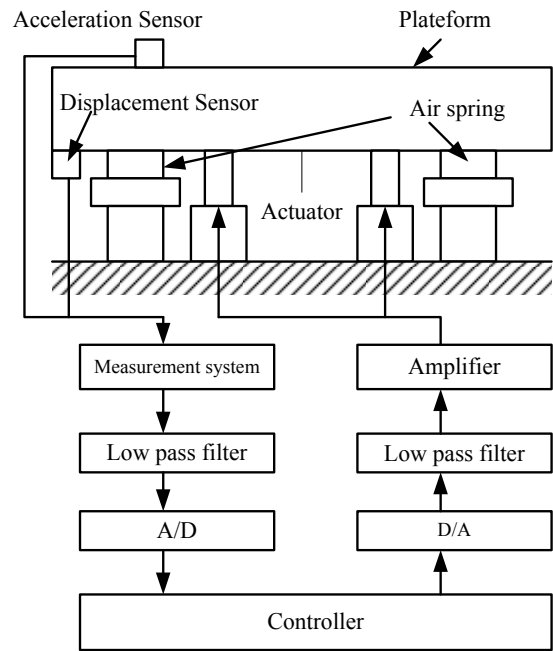 Acceleration Sensor
Plateform
Displacement Sensor
Air spring
Actuator
Measurement system
Amplifier
Low pass filter
Low pass filter
A/D
D/A
Controller